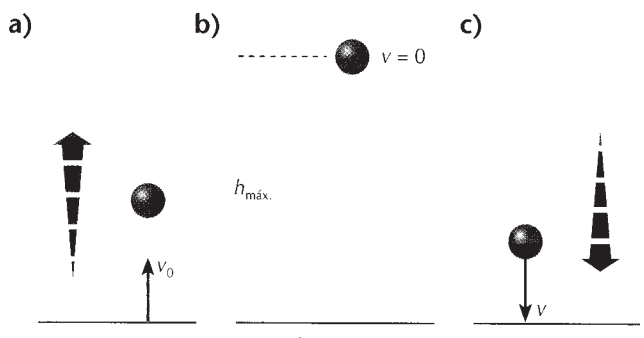 a)
b)
c)
v = 0
h máx.
v₀
v